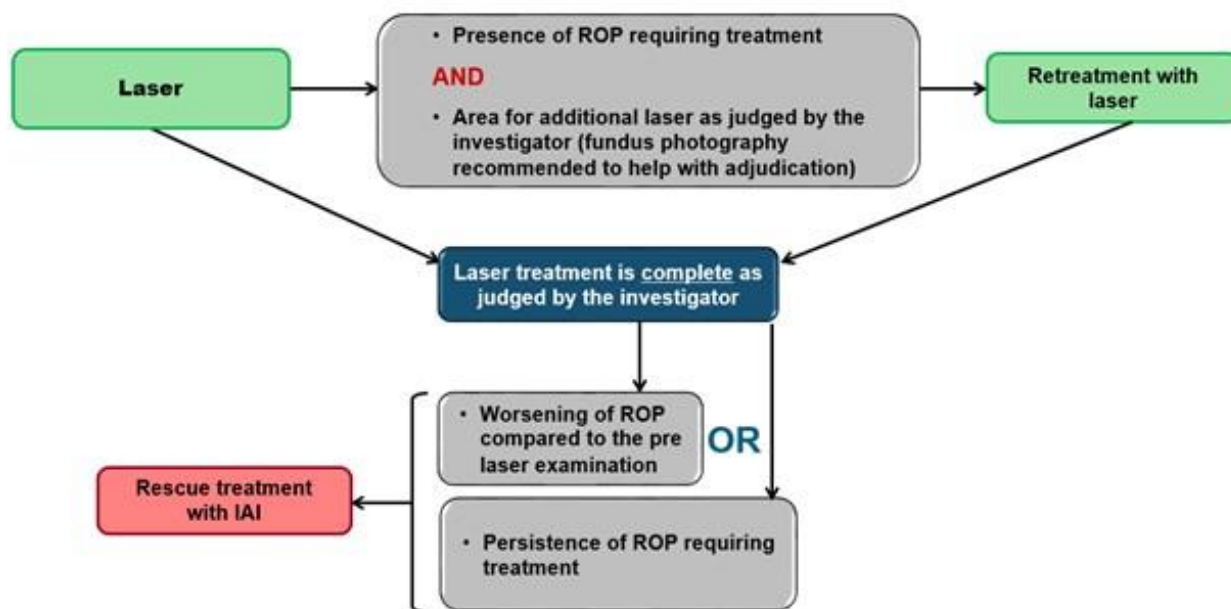 • Presence of ROP requiring treatment
AND
• Area for additional laser as judged by the
investigator (fundus photography
recommended to help with adjudication)
Laser
Retreatment with
laser
Laser treatment is complete as
judged by the investigator
• Worsening of ROP
compared to the pre
laser examination
OR
Rescue treatment
with IAI
• Persistence of ROP requiring
treatment